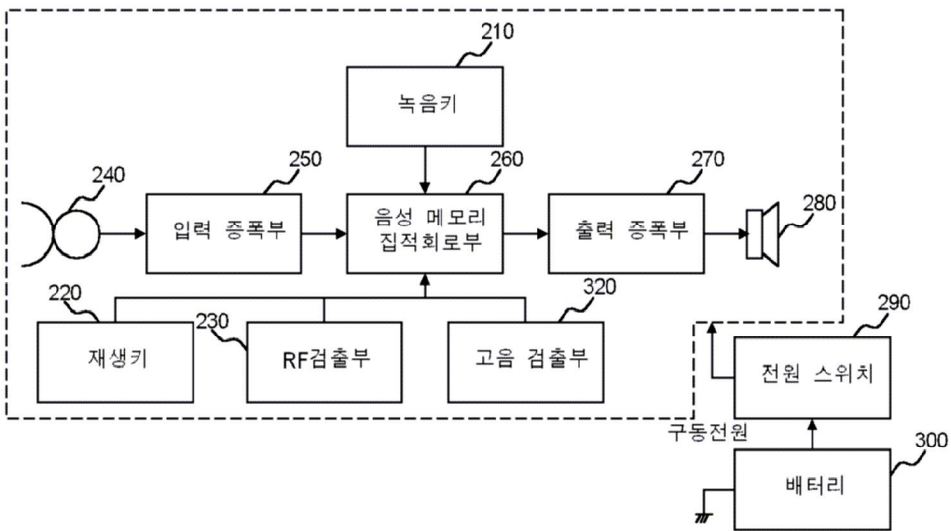 210
녹음키
240
250
260
270
280
입력 증폭부
음성 메모리
집적회로부
출력 증폭부
220
230
320
290
재생키
RF검출부
고음 검출부
전원 스위치
구동전원
300
배터리